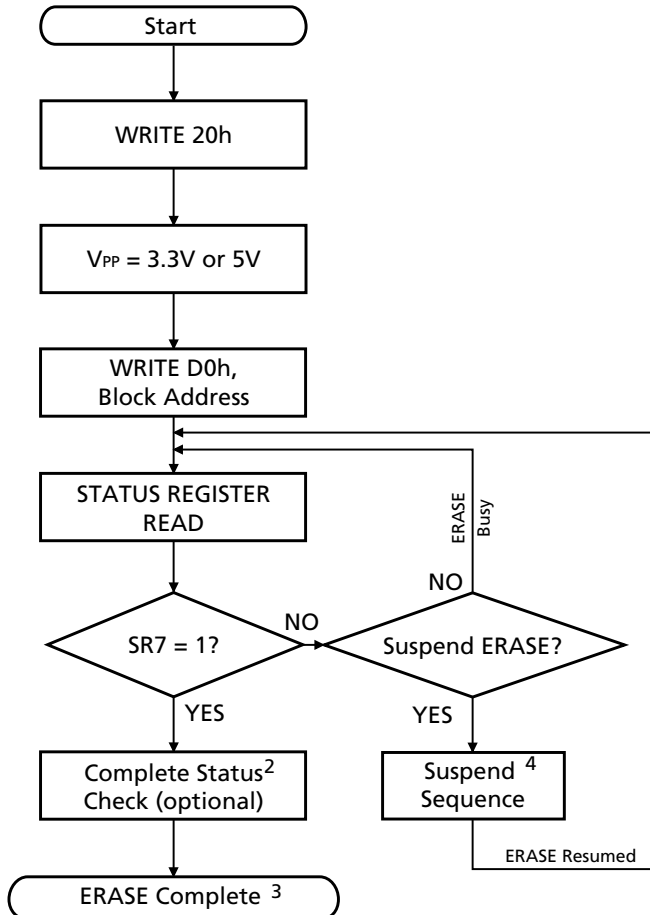 Start
WRITE 20h
VPP = 3.3V or 5V
WRITE D0h,
Block Address
STATUS REGISTER
READ
ERASE
Busy
NO
SR7 = 1?
NO
Suspend ERASE?
YES
YES
Complete Status2
Check (optional)
Suspend 4
Sequence
ERASE Resumed
ERASE Complete 3